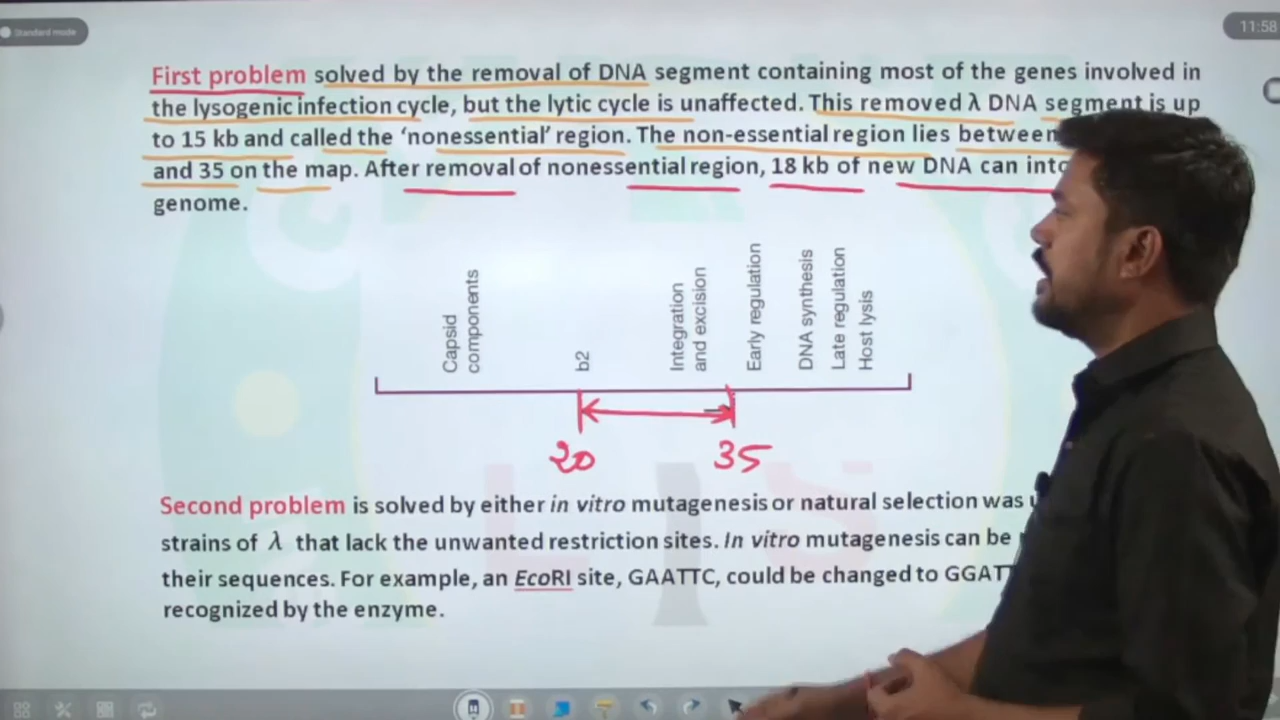 Standard mode
11:58
First problem solved by the removal of DNA segment containing most of the genes involved in
the lysogenic infection cycle, but the lytic cycle is unaffected. This removed λ DNA segment is up
to 15 kb and called the ‘nonessential’ region. The non-essential region lies between
and 35 on the map. After removal of nonessential region, 18 kb of new DNA can
genome.
Capsid
components
b2
Integration
and excision
Early regulation
DNA synthesis
Late regulation
Host lysis
20
35
Second problem is solved by either in vitro mutagenesis or natural selection was
strains of λ that lack the unwanted restriction sites. In vitro mutagenesis can be
their sequences. For example, an EcoRI site, GAATTC, could be changed to
recognized by the enzyme.